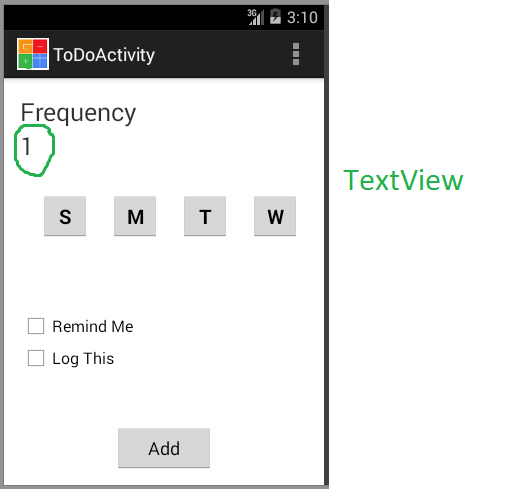 3G 3:10
ToDoActivity
Frequency
1
TextView
S M T W
Remind Me
Log This
Add